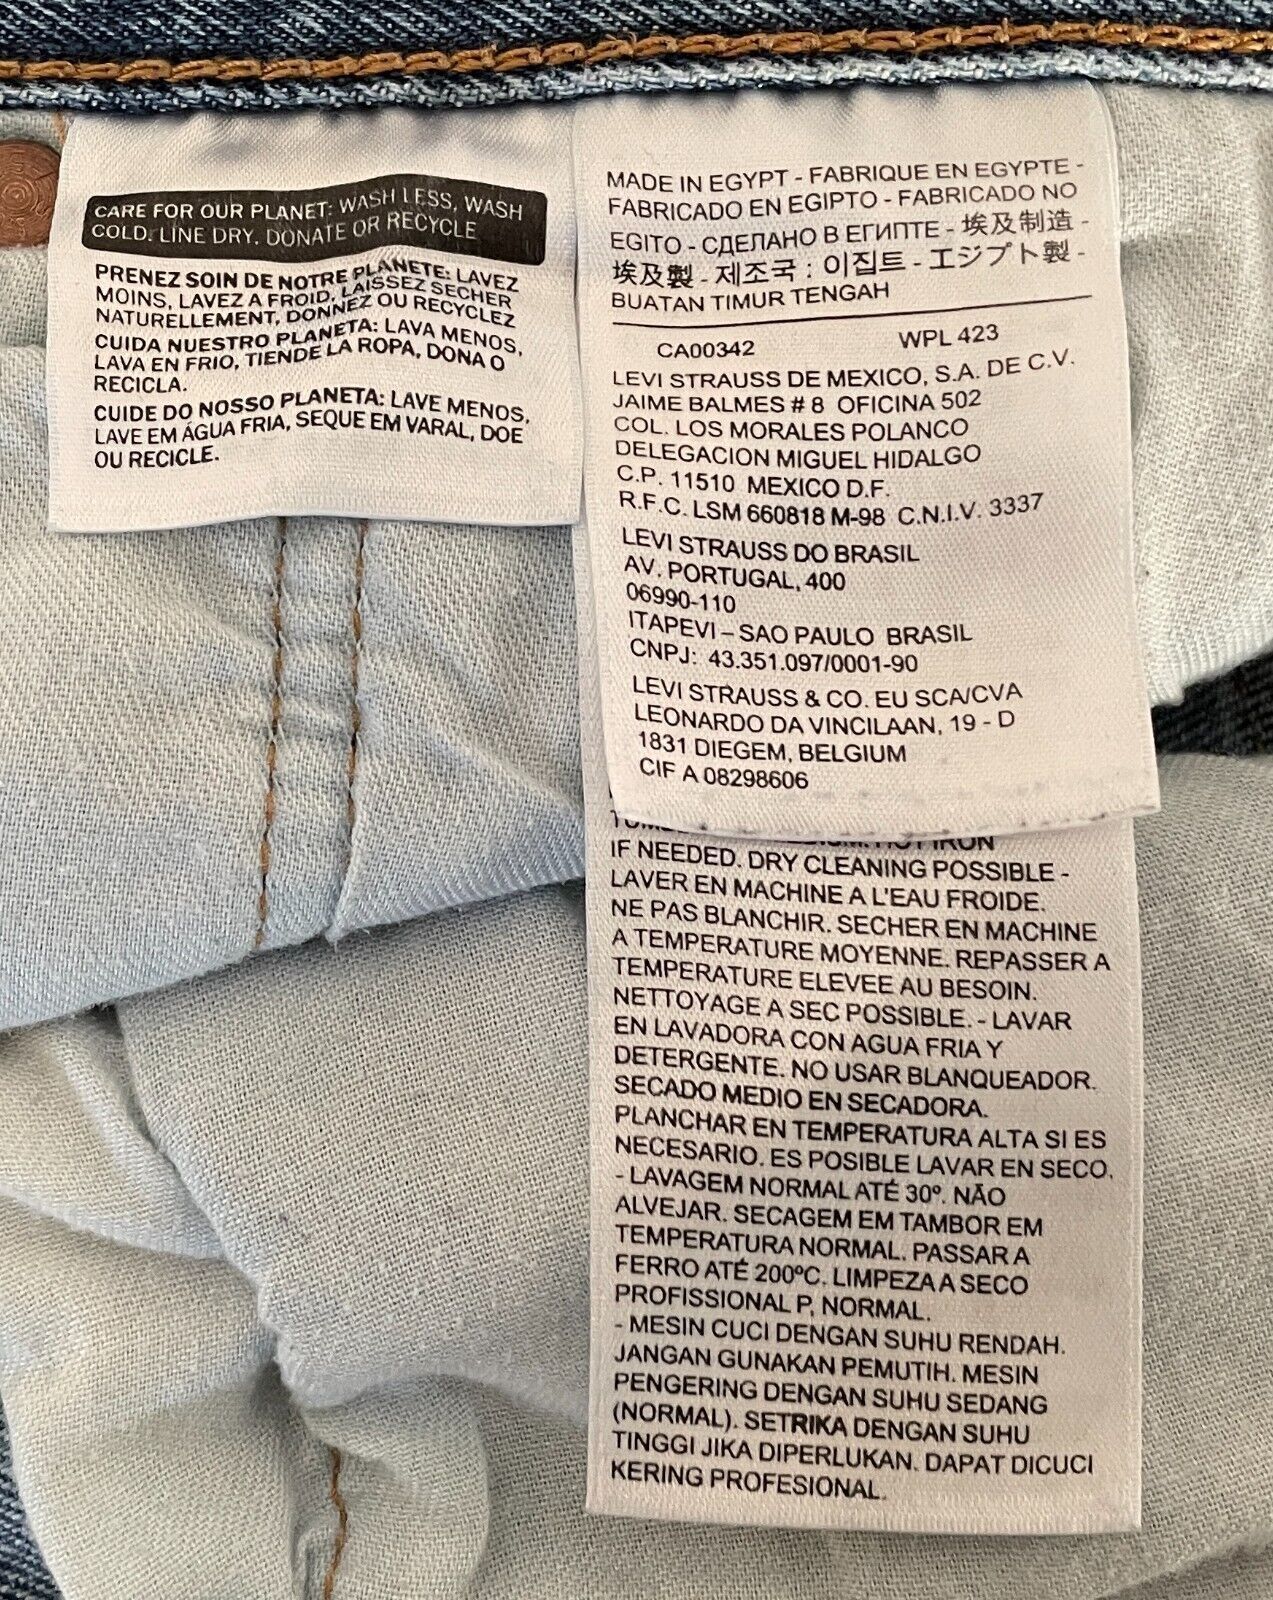 CARE FOR OUR PLANET: WASH LESS, WASH
COLD. LINE DRY. DONATE OR RECYCLE
PRENEZ SOIN DE NOTRE PLANETE: LAVEZ
MOINS, LAVEZ A FROID, LAISSEZ SECHER
NATURELLEMENT, DONNEZ OU RECYCLEZ
CUIDA NUESTRO PLANETA: LAVA MENOS,
LAVA EN FRIO, TIENDE LA ROPA, DONA O
RECICLA.
CUIDE DO NOSSO PLANETA: LAVE MENOS,
LAVE EM ÁGUA FRIA, SEQUE EM VARAL, DOE
OU RECICLE.
MADE IN EGYPT - FABRIQUE EN EGYPTE -
FABRICADO EN EGIPTO - FABRICADO NO
EGITO - СДЕЛАНО В ЕГИПТЕ - 埃及制造 -
埃及製 - 제조국 : 이집트 - エジプト製 -
BUATAN TIMUR TENGAH
CA00342 WPL 423
LEVI STRAUSS DE MEXICO, S.A. DE C.V.
JAIME BALMES # 8 OFICINA 502
COL. LOS MORALES POLANCO
DELEGACION MIGUEL HIDALGO
C.P. 11510 MEXICO D.F.
R.F.C. LSM 660818 M-98 C.N.I.V. 3337
LEVI STRAUSS DO BRASIL
AV. PORTUGAL, 400
06990-110
ITAPEVI – SAO PAULO BRASIL
CNPJ: 43.351.097/0001-90
LEVI STRAUSS & CO. EU SCA/CVA
LEONARDO DA VINCILAAN, 19 - D
1831 DIEGEM, BELGIUM
CIF A 08298606
HOT IRON
IF NEEDED. DRY CLEANING POSSIBLE -
LAVER EN MACHINE A L'EAU FROIDE.
NE PAS BLANCHIR. SECHER EN MACHINE
A TEMPERATURE MOYENNE. REPASSER A
TEMPERATURE ELEVEE AU BESOIN.
NETTOYAGE A SEC POSSIBLE. - LAVAR
EN LAVADORA CON AGUA FRIA Y
DETERGENTE. NO USAR BLANQUEADOR.
SECADO MEDIO EN SECADORA.
PLANCHAR EN TEMPERATURA ALTA SI ES
NECESARIO. ES POSIBLE LAVAR EN SECO.
- LAVAGEM NORMAL ATÉ 30º. NÃO
ALVEJAR. SECAGEM EM TAMBOR EM
TEMPERATURA NORMAL. PASSAR A
FERRO ATÉ 200ºC. LIMPEZA A SECO
PROFISSIONAL P, NORMAL.
- MESIN CUCI DENGAN SUHU RENDAH.
JANGAN GUNAKAN PEMUTIH. MESIN
PENGERING DENGAN SUHU SEDANG
(NORMAL). SETRIKA DENGAN SUHU
TINGGI JIKA DIPERLUKAN. DAPAT DICUCI
KERING PROFESIONAL.